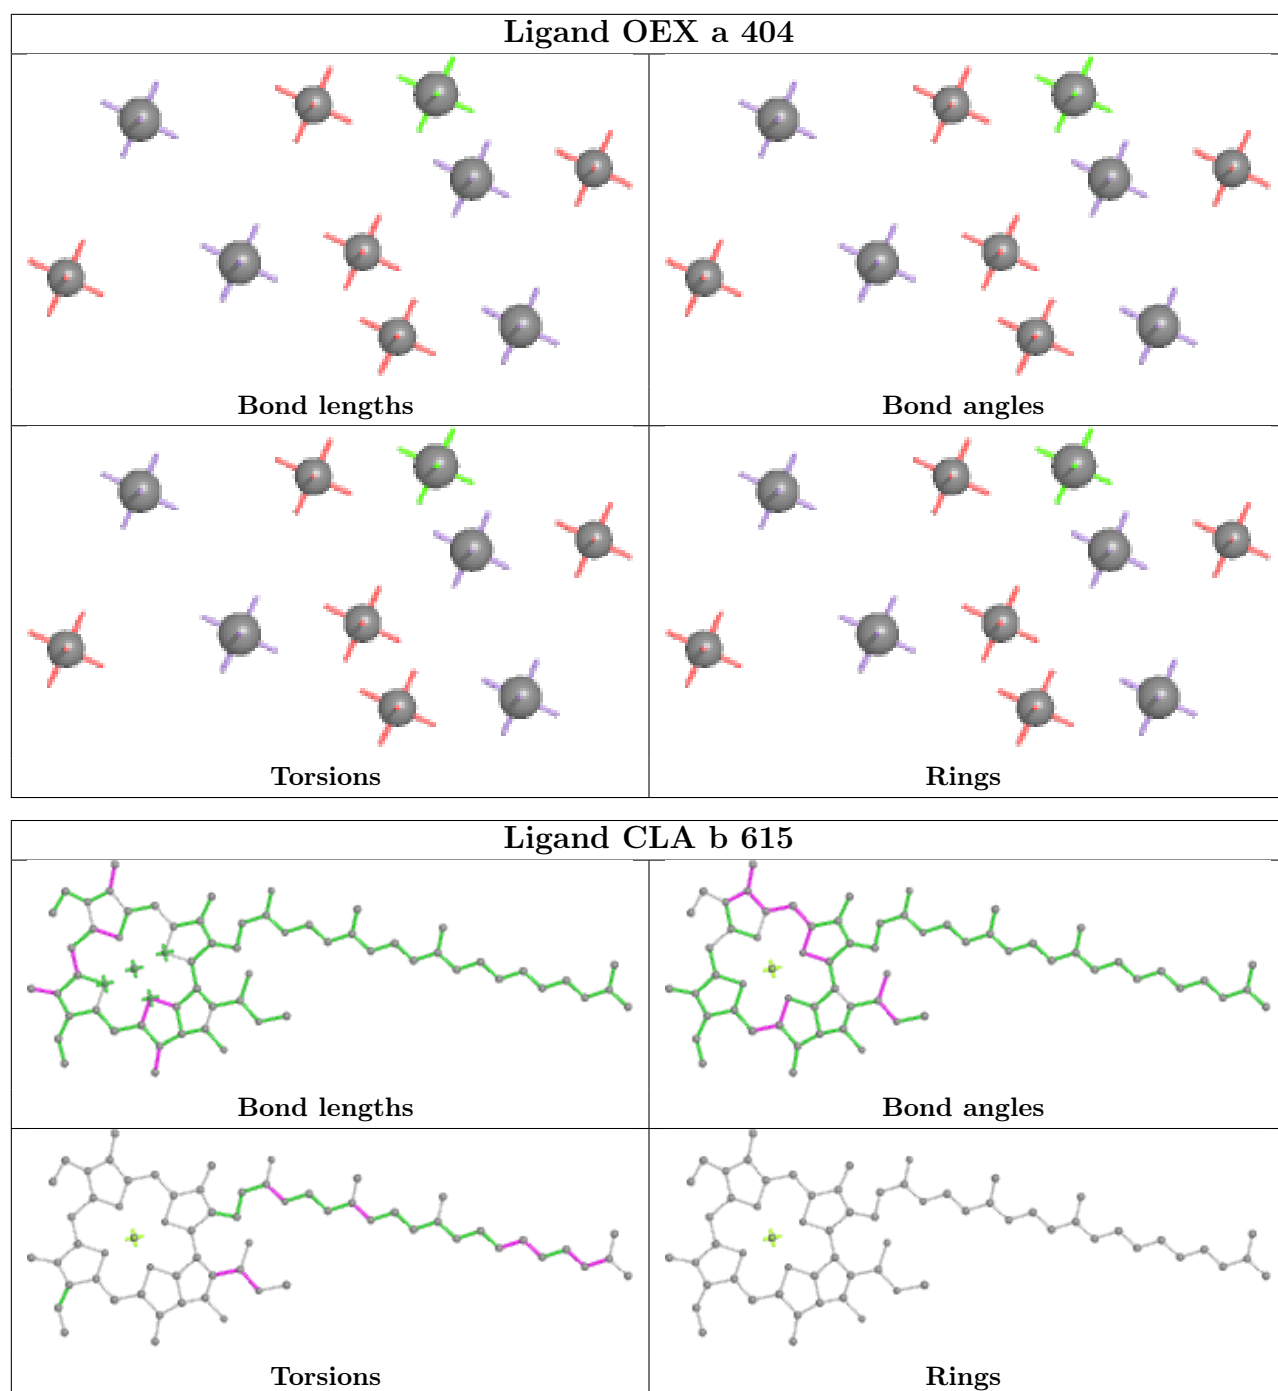 Ligand OEX a 404
Bond lengths
Bond angles
Torsions
Rings
Ligand CLA b 615
Bond lengths
Bond angles
Torsions
Rings